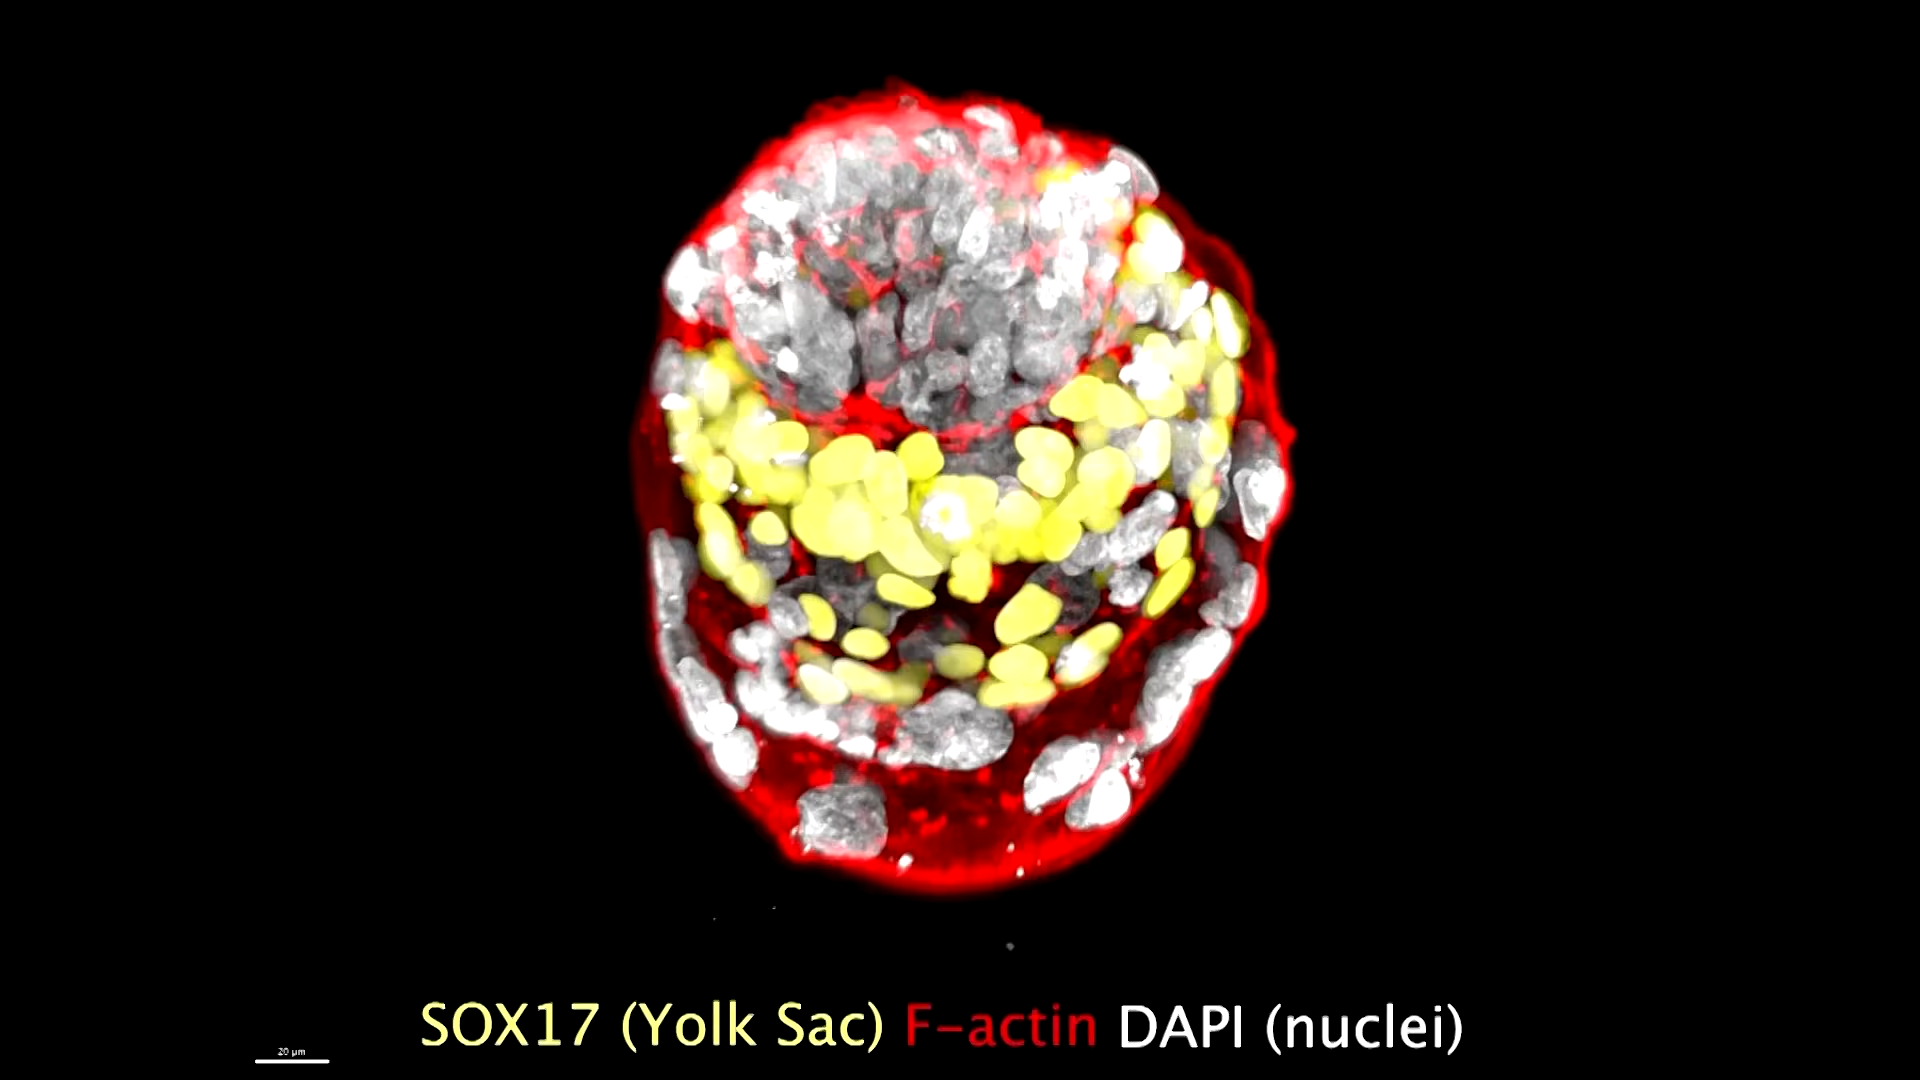 SOX17 (Yolk Sac) F-actin DAPI (nuclei)
20 µm